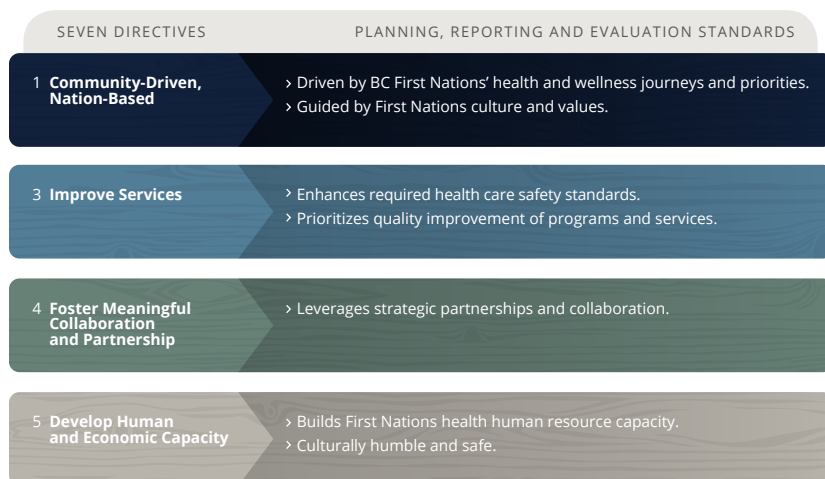 SEVEN DIRECTIVES
PLANNING, REPORTING AND EVALUATION STANDARDS
1 Community-Driven,
Nation-Based
› Driven by BC First Nations’ health and wellness journeys and priorities.
› Guided by First Nations culture and values.
3 Improve Services
› Enhances required health care safety standards.
› Prioritizes quality improvement of programs and services.
4 Foster Meaningful
Collaboration
and Partnership
› Leverages strategic partnerships and collaboration.
5 Develop Human
and Economic Capacity
› Builds First Nations health human resource capacity.
› Culturally humble and safe.